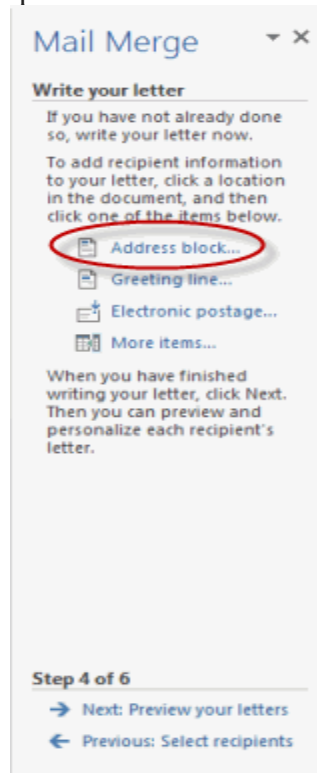 Mail Merge
Write your letter
If you have not already done
so, write your letter now.
To add recipient information
to your letter, click a location
in the document, and then
click one of the items below.
Address block...
Greeting line...
Electronic postage...
More items...
When you have finished
writing your letter, click Next.
Then you can preview and
personalize each recipient's
letter.
Step 4 of 6
Next: Preview your letters
Previous: Select recipients